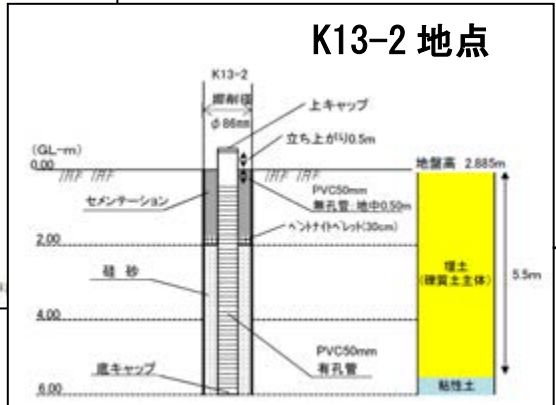 K13-2 地点
K13-2
掘削径
φ86mm
上キャップ
立ち上がり0.5m
(GL-m)
0.00
地盤高 2.885m
セメンテーション
PVC50mm
無孔管:地中0.50m
ベントナイトペレット(30cm)
2.00
硅 砂
埋土
(礫質土主体)
5.5m
4.00
PVC50mm
有孔管
底キャップ
粘性土
6.00